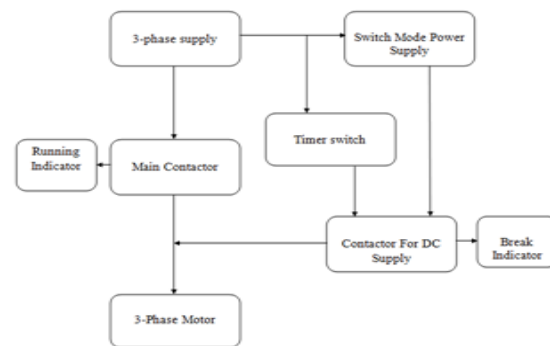 3-phase supply
Switch Mode Power
Supply
Running
Indicator
Main Contactor
Timer switch
Contactor For DC
Supply
Break
Indicator
3-Phase Motor